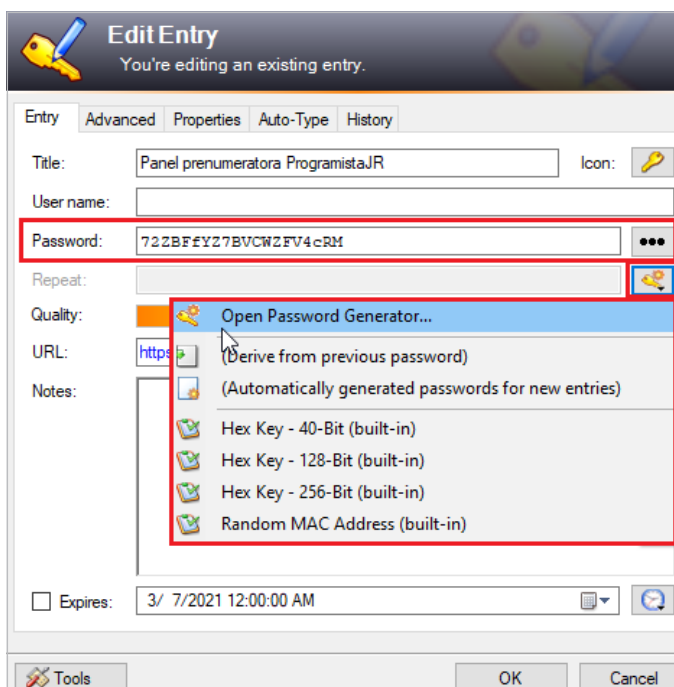 Edit Entry
You're editing an existing entry.
Entry Advanced Properties Auto-Type History
Title: Panel prenumeratora ProgramistaJR Icon:
User name:
Password: 72ZBFfYZ7BVCWZFV4cRM
Repeat:
Quality:
Open Password Generator...
URL: https
(Derive from previous password)
Notes:
(Automatically generated passwords for new entries)
Hex Key - 40-Bit (built-in)
Hex Key - 128-Bit (built-in)
Hex Key - 256-Bit (built-in)
Random MAC Address (built-in)
Expires: 3/ 7/2021 12:00:00 AM
Tools OK Cancel